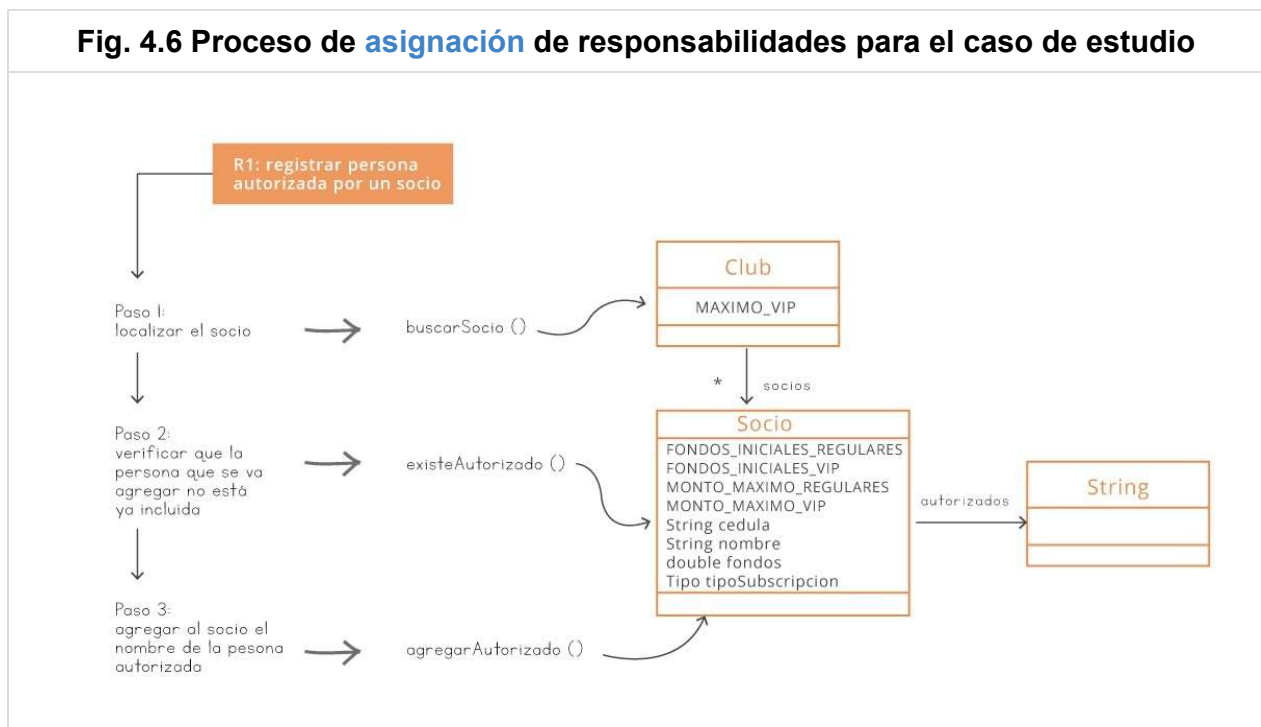 Fig. 4.6 Proceso de asignación de responsabilidades para el caso de estudio
R1: registrar persona
autorizada por un socio
Paso 1:
localizar el socio
buscarSocio ()
Club
MAXIMO_VIP
*
socios
Paso 2:
verificar que la
persona que se va
agregar no está
ya incluida
existeAutorizado ()
Socio
FONDOS_INICIALES_REGULARES
FONDOS_INICIALES_VIP
MONTO_MAXIMO_REGULARES
MONTO_MAXIMO_VIP
String cedula
String nombre
double fondos
Tipo tipoSubscripcion
autorizados
String
Paso 3:
agregar al socio el
nombre de la pesona
autorizada
agregarAutorizado ()